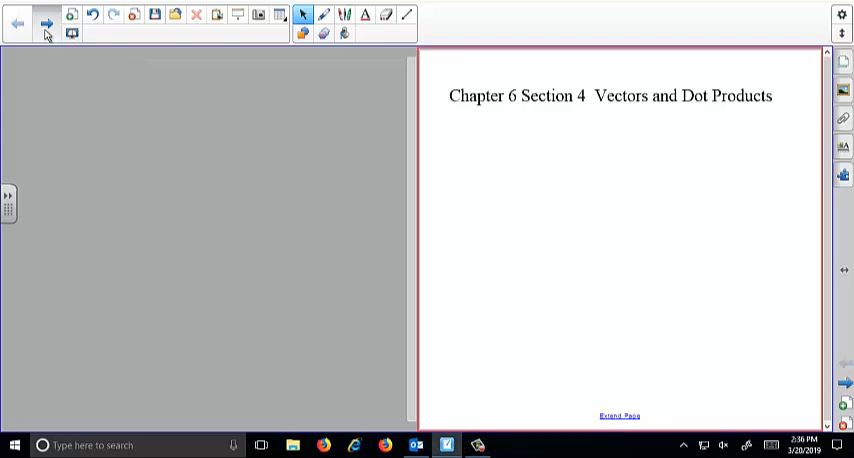 Chapter 6 Section 4 Vectors and Dot Products
Extend Page
Type here to search
2:36 PM
3/20/2019